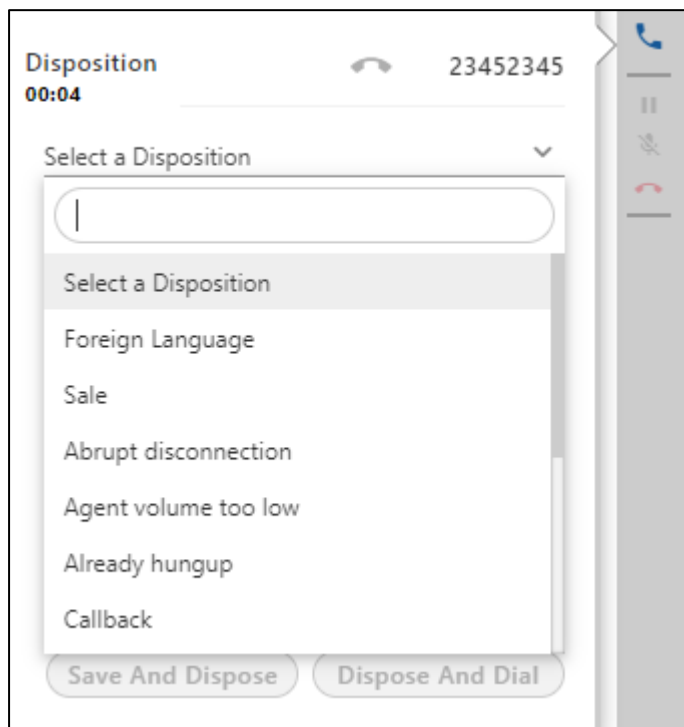 Disposition
23452345
00:04
Select a Disposition
Select a Disposition
Foreign Language
Sale
Abrupt disconnection
Agent volume too low
Already hungup
Callback
Save And Dispose
Dispose And Dial